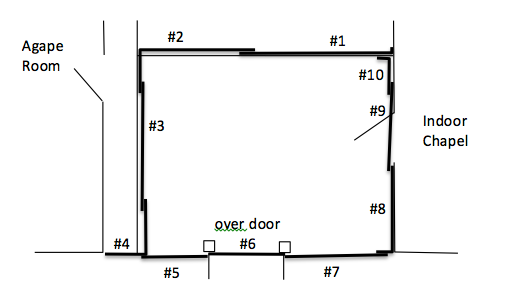 #2
#1
Agape
Room
#10
#9
#3
Indoor
Chapel
#8
over door
#4
#6
#5
#7